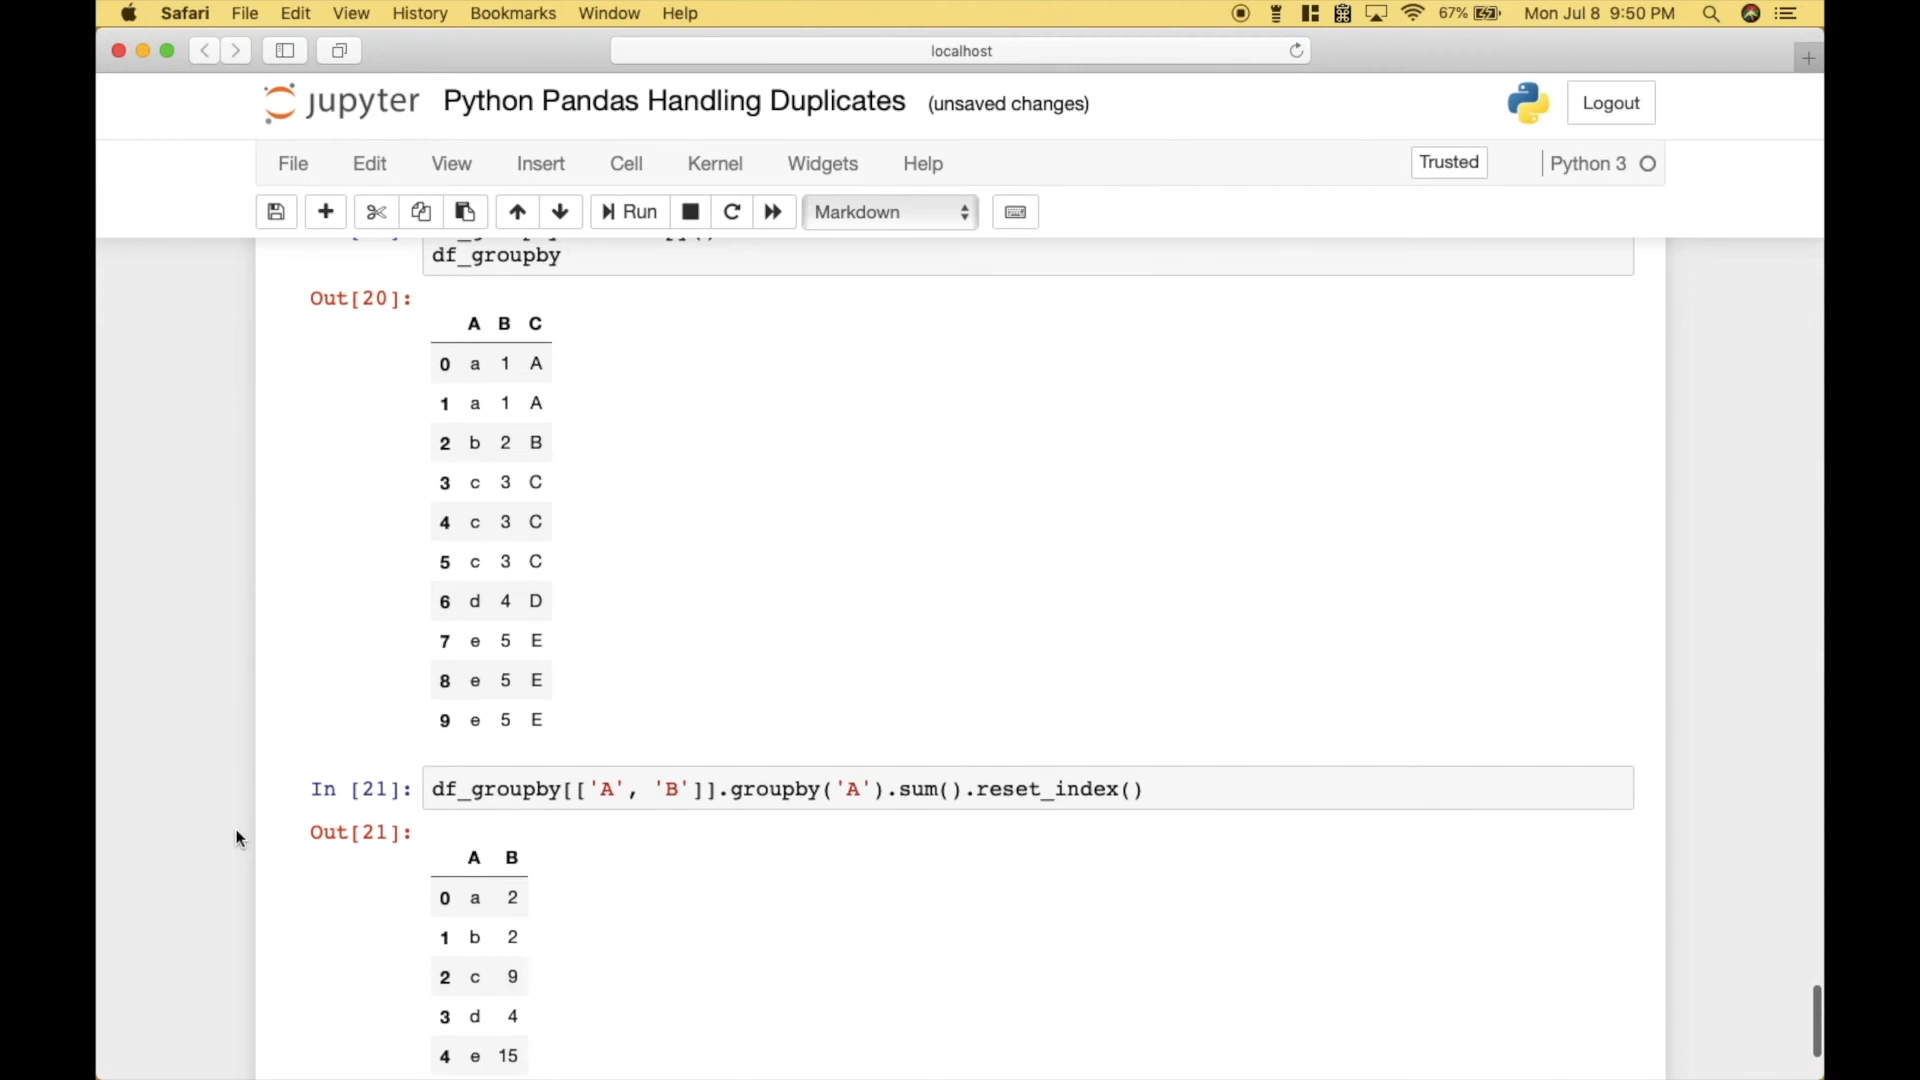 Safari File Edit View History Bookmarks Window Help 67% Mon Jul 8 9:50 PM
localhost
jupyter Python Pandas Handling Duplicates (unsaved changes) Logout
File Edit View Insert Cell Kernel Widgets Help Trusted Python 3
Run Markdown
df_groupby
Out[20]:
A B C
0 a 1 A
1 a 1 A
2 b 2 B
3 c 3 C
4 c 3 C
5 c 3 C
6 d 4 D
7 e 5 E
8 e 5 E
9 e 5 E
In [21]: df_groupby[['A', 'B']].groupby('A').sum().reset_index()
Out[21]:
A B
0 a 2
1 b 2
2 c 9
3 d 4
4 e 15